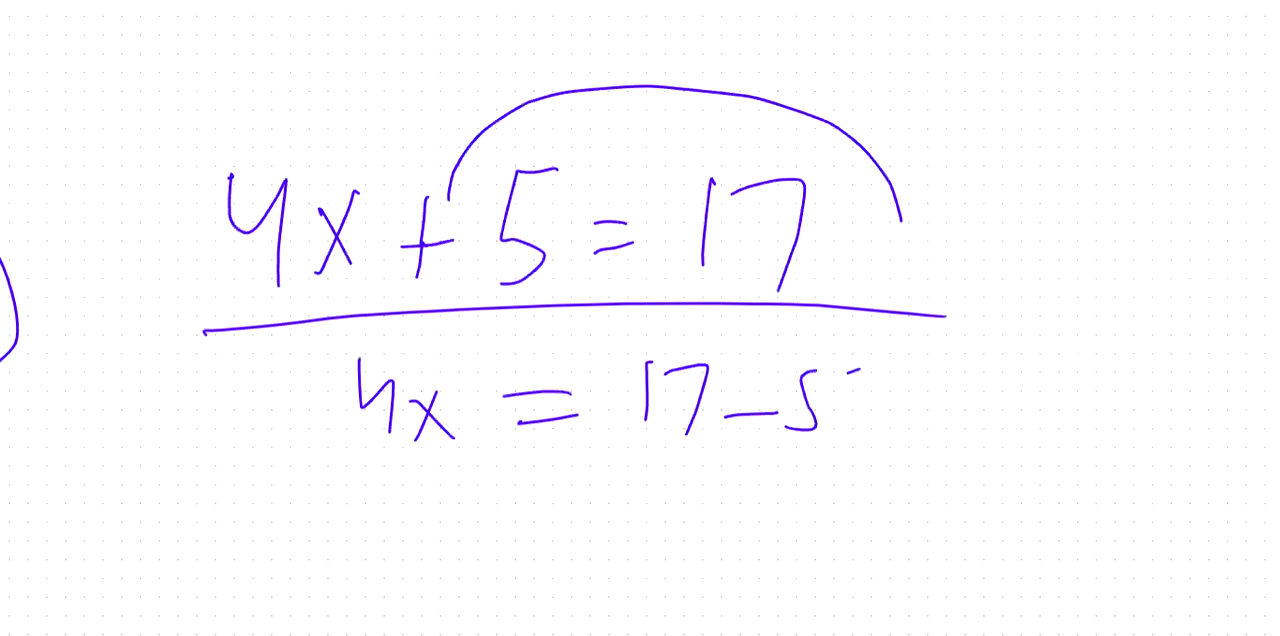 4x + 5 = 17
4x = 17 - 5